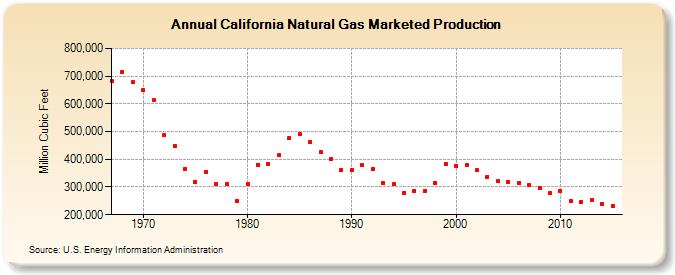 Annual California Natural Gas Marketed Production
Million Cubic Feet
800,000
700,000
600,000
500,000
400,000
300,000
200,000
1970 1980 1990 2000 2010
Source: U.S. Energy Information Administration